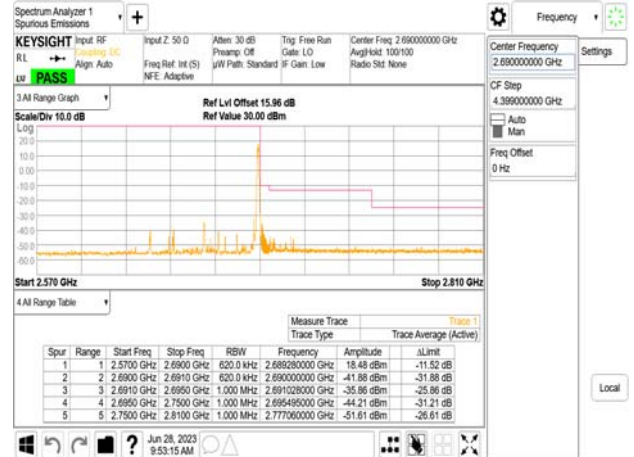 Spectrum Analyzer 1
Spurious Emissions
Frequency
KEYSIGHT Input: RF Input Z: 50 Ω Atten: 30 dB Trig: Free Run Center Freq: 2.690000000 GHz
RL Coupling: DC Preamp: Off Gate: LO Avg|Hold: 100/100
Align: Auto Freq Ref: Int (S) µW Path: Standard IF Gain: Low Radio Std: None
PASS NFE: Adaptive
3 All Range Graph
Ref Lvl Offset 15.96 dB
Scale/Div 10.0 dB Ref Value 30.00 dBm
Log
20.0
10.0
0.00
-10.0
-20.0
-30.0
-40.0
-50.0
-60.0
Start 2.570 GHz Stop 2.810 GHz
4 All Range Table
Measure Trace Trace 1
Trace Type Trace Average (Active)
Spur Range Start Freq Stop Freq RBW Frequency Amplitude ΔLimit
1 1 2.5700 GHz 2.6900 GHz 620.0 kHz 2.689280000 GHz 18.48 dBm -11.52 dB
2 2 2.6900 GHz 2.6910 GHz 620.0 kHz 2.690000000 GHz -41.88 dBm -31.88 dB
3 3 2.6910 GHz 2.6950 GHz 1.000 MHz 2.691028000 GHz -35.86 dBm -25.86 dB
4 4 2.6950 GHz 2.7500 GHz 1.000 MHz 2.695495000 GHz -44.21 dBm -31.21 dB
5 5 2.7500 GHz 2.8100 GHz 1.000 MHz 2.777060000 GHz -51.61 dBm -26.61 dB
Jun 28, 2023
9:53:15 AM
Center Frequency
2.690000000 GHz
Settings
CF Step
4.399000000 GHz
Auto
Man
Freq Offset
0 Hz
Local